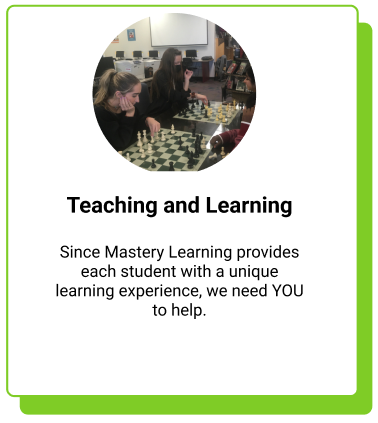 Teaching and Learning
Since Mastery Learning provides
each student with a unique
learning experience, we need YOU
to help.